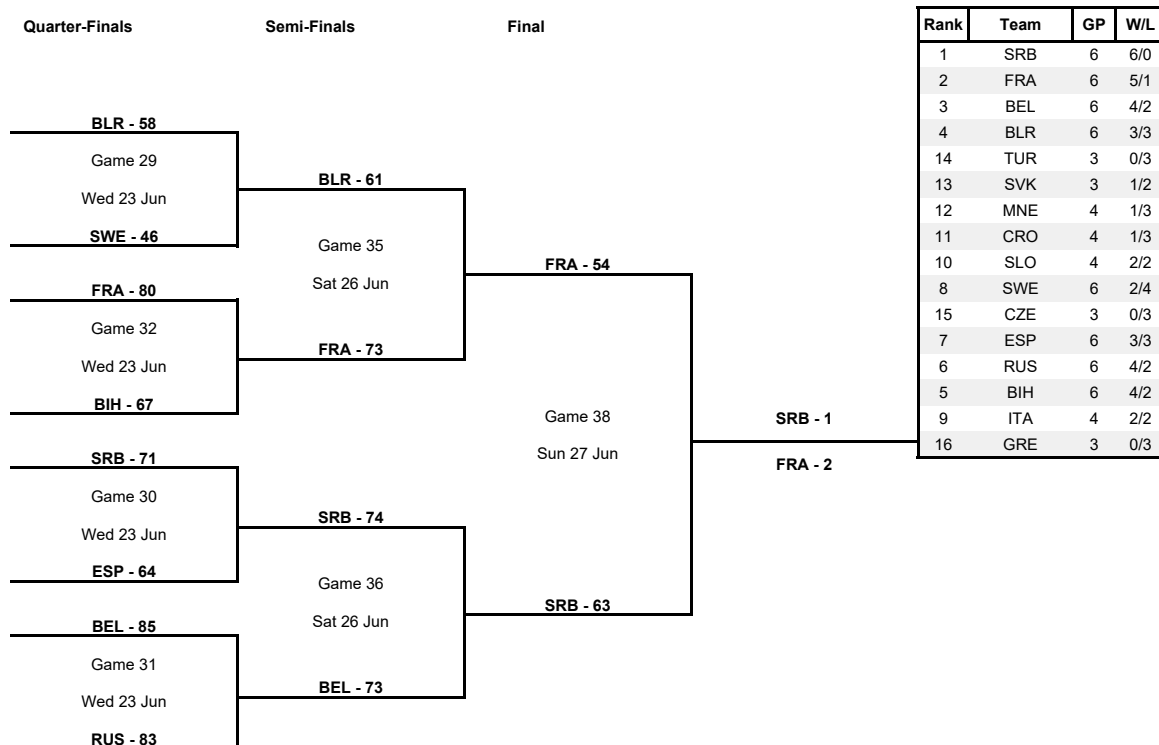 Quarter-Finals Semi-Finals Final
BLR - 58
Game 29
Wed 23 Jun
SWE - 46
FRA - 80
Game 32
Wed 23 Jun
BIH - 67
SRB - 71
Game 30
Wed 23 Jun
ESP - 64
BEL - 85
Game 31
Wed 23 Jun
RUS - 83
BLR - 61
Game 35
Sat 26 Jun
FRA - 73
SRB - 74
Game 36
Sat 26 Jun
BEL - 73
FRA - 54
Game 38
Sun 27 Jun
SRB - 63
SRB - 1
FRA - 2
Rank Team GP W/L
1 SRB 6 6/0
2 FRA 6 5/1
3 BEL 6 4/2
4 BLR 6 3/3
14 TUR 3 0/3
13 SVK 3 1/2
12 MNE 4 1/3
11 CRO 4 1/3
10 SLO 4 2/2
8 SWE 6 2/4
15 CZE 3 0/3
7 ESP 6 3/3
6 RUS 6 4/2
5 BIH 6 4/2
9 ITA 4 2/2
16 GRE 3 0/3